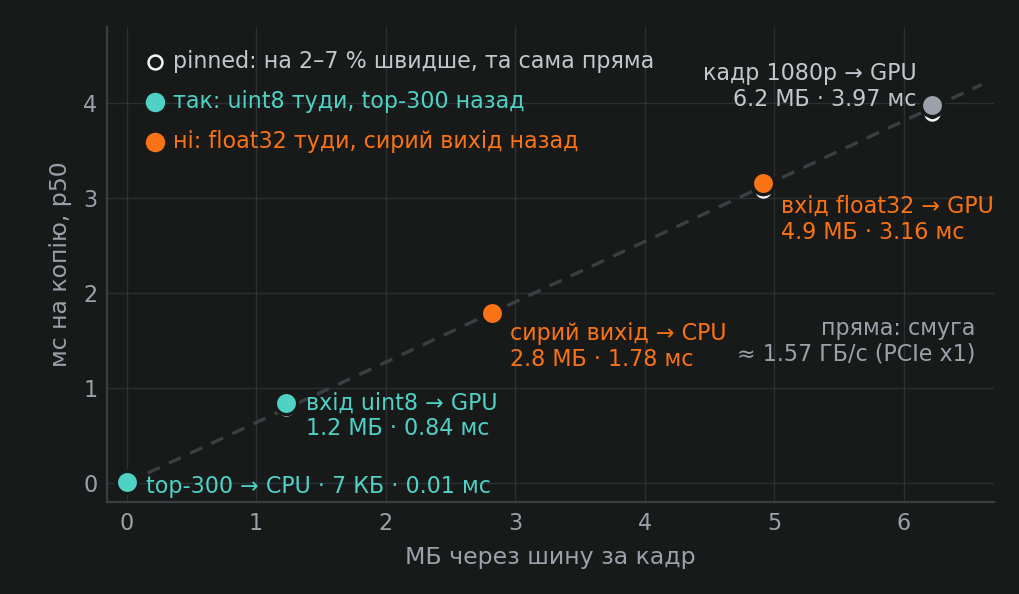 pinned: на 2–7 % швидше, та сама пряма
так: uint8 туди, top-300 назад
ні: float32 туди, сирий вихід назад
кадр 1080p → GPU
6.2 МБ · 3.97 мс
вхід float32 → GPU
4.9 МБ · 3.16 мс
сирий вихід → CPU
2.8 МБ · 1.78 мс
пряма: смуга
≈ 1.57 ГБ/с (PCIe x1)
вхід uint8 → GPU
1.2 МБ · 0.84 мс
top-300 → CPU · 7 КБ · 0.01 мс
мс на копію, p50
4
3
2
1
0
0 1 2 3 4 5 6
МБ через шину за кадр